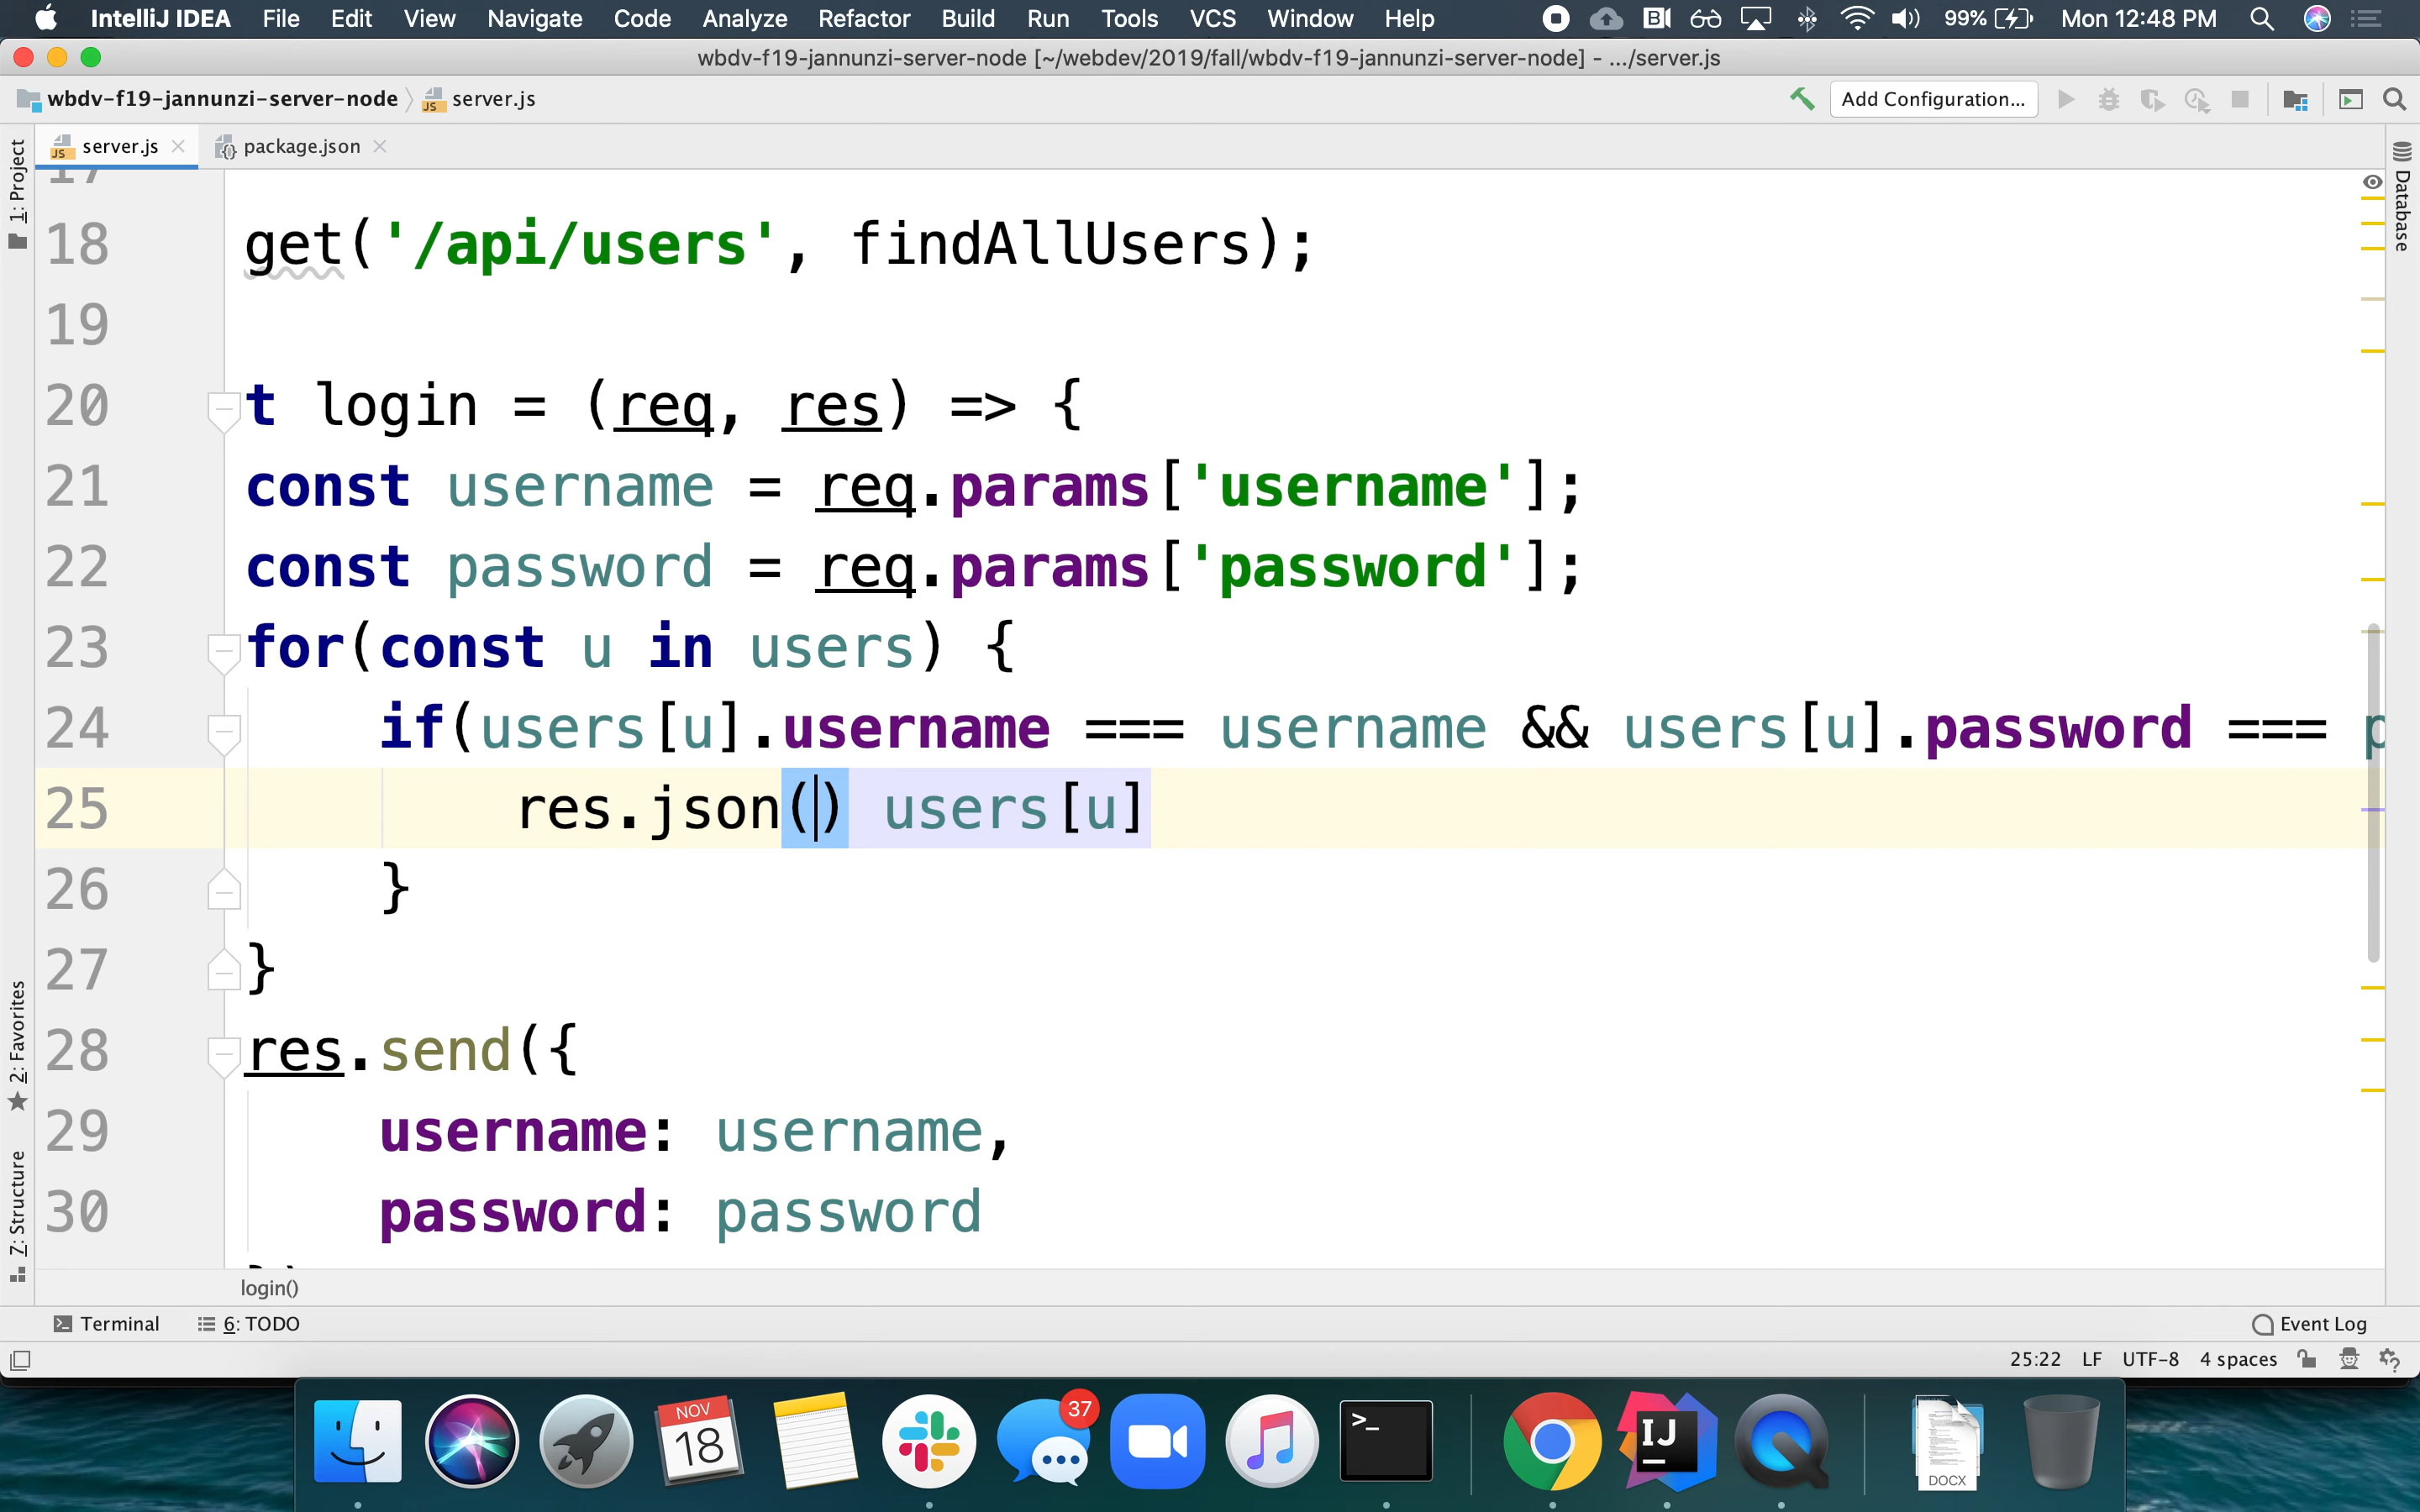 IntelliJ IDEA File Edit View Navigate Code Analyze Refactor Build Run Tools VCS Window Help 99% Mon 12:48 PM
wbdv-f19-jannunzi-server-node [~/webdev/2019/fall/wbdv-f19-jannunzi-server-node] - .../server.js
wbdv-f19-jannunzi-server-node server.js Add Configuration...
server.js package.json
1: Project
Database
17
18 get('/api/users', findAllUsers);
19
20 t login = (req, res) => {
21 const username = req.params['username'];
22 const password = req.params['password'];
23 for(const u in users) {
24 if(users[u].username === username && users[u].password === p
25 res.json() users[u]
26 }
27 }
28 res.send({
29 username: username,
30 password: password
2: Favorites
7: Structure
login()
Terminal 6: TODO Event Log
25:22 LF UTF-8 4 spaces
NOV
18
37
>_
IJ
DOCX